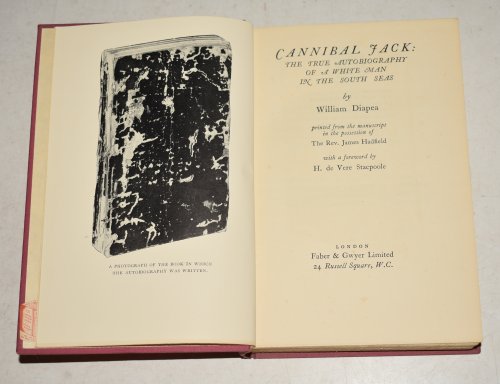 A PHOTOGRAPH OF THE BOOK IN WHICH
THE AUTOBIOGRAPHY WAS WRITTEN.
CANNIBAL JACK:
THE TRUE AUTOBIOGRAPHY
OF A WHITE MAN
IN THE SOUTH SEAS
by
William Diapea
printed from the manuscript
in the possession of
The Rev. James Hadfield
with a foreword by
H. de Vere Stacpoole
LONDON
Faber & Gwyer Limited
24 Russell Square, W.C.